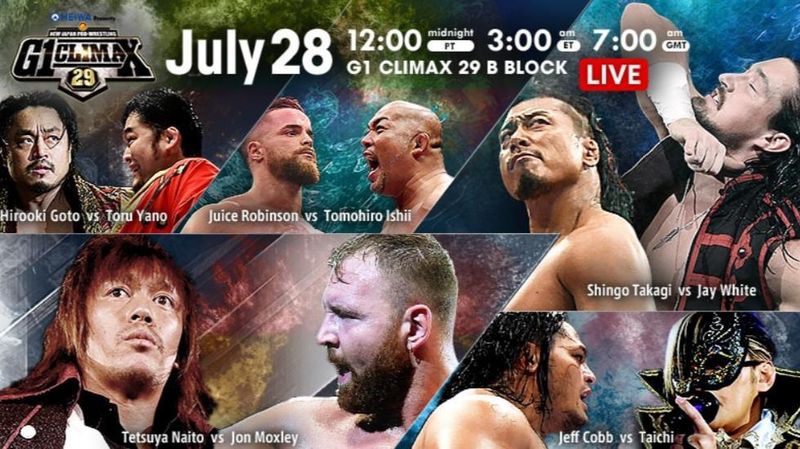 HEIWA Presents
NEW JAPAN PRO-WRESTLING
G1 CLIMAX
29
July 28
12:00 midnight PT 3:00 am ET 7:00 am GMT
G1 CLIMAX 29 B BLOCK LIVE
Hirooki Goto vs Toru Yano
Juice Robinson vs Tomohiro Ishii
Shingo Takagi vs Jay White
Tetsuya Naito vs Jon Moxley
Jeff Cobb vs Taichi